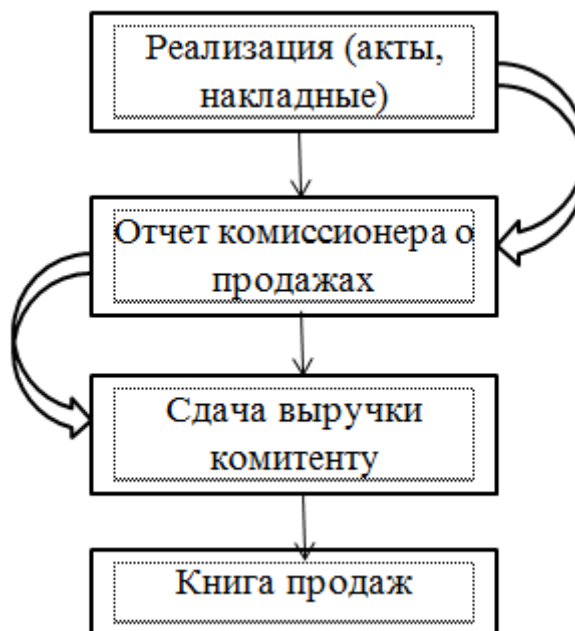 Реализация (акты,
накладные)
Отчет комиссионера о
продажах
Сдача выручки
комитенту
Книга продаж